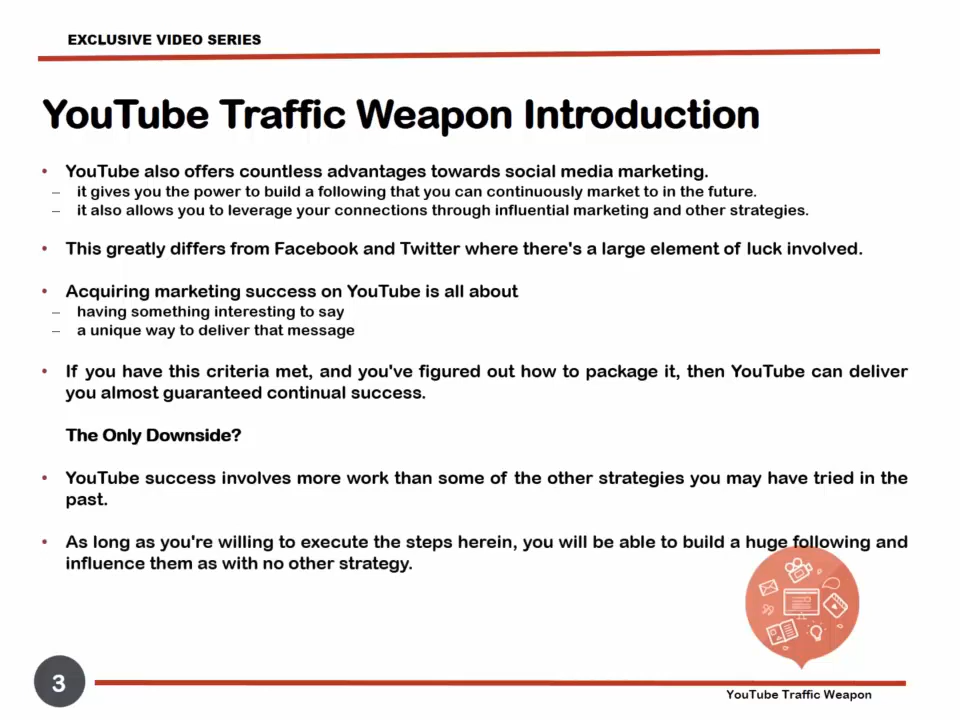 EXCLUSIVE VIDEO SERIES
YouTube Traffic Weapon Introduction
• YouTube also offers countless advantages towards social media marketing.
– it gives you the power to build a following that you can continuously market to in the future.
– it also allows you to leverage your connections through influential marketing and other strategies.
• This greatly differs from Facebook and Twitter where there's a large element of luck involved.
• Acquiring marketing success on YouTube is all about
– having something interesting to say
– a unique way to deliver that message
• If you have this criteria met, and you've figured out how to package it, then YouTube can deliver
you almost guaranteed continual success.
The Only Downside?
• YouTube success involves more work than some of the other strategies you may have tried in the
past.
• As long as you're willing to execute the steps herein, you will be able to build a huge following and
influence them as with no other strategy.
3
YouTube Traffic Weapon